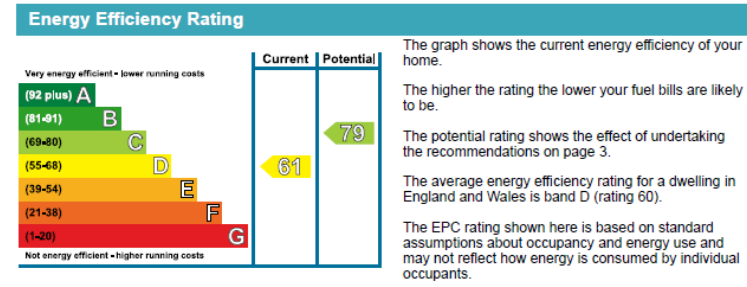 Energy Efficiency Rating
Current Potential
Very energy efficient - lower running costs
(92 plus) A
(81-91) B
(69-80) C
(55-68) D
(39-54) E
(21-38) F
(1-20) G
Not energy efficient - higher running costs
61
79
The graph shows the current energy efficiency of your
home.
The higher the rating the lower your fuel bills are likely
to be.
The potential rating shows the effect of undertaking
the recommendations on page 3.
The average energy efficiency rating for a dwelling in
England and Wales is band D (rating 60).
The EPC rating shown here is based on standard
assumptions about occupancy and energy use and
may not reflect how energy is consumed by individual
occupants.